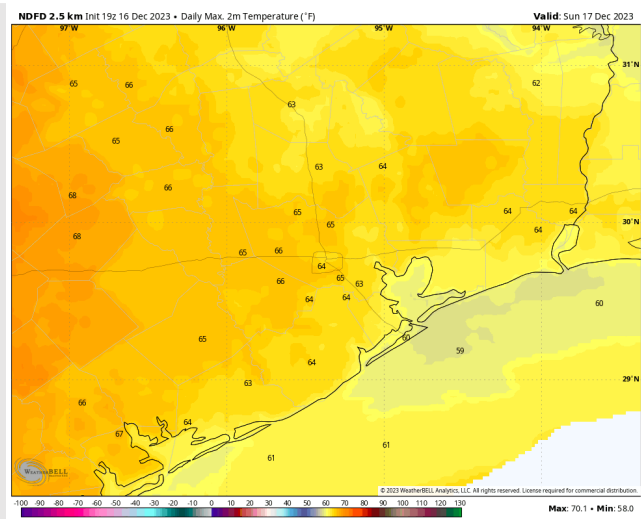 NDFD 2.5 km Init 19z 16 Dec 2023 • Daily Max. 2m Temperature (°F) Valid: Sun 17 Dec 2023
97°W 96°W 95°W 94°W
31°N
65 66 62
63
66
65
63 64
66
68
65 64 64
65 64
68
30°N
65 66
64
65
66 63
64 64
60
65 60
59
64
63
29°N
66
64
67
61
61
WEATHERBELL
© 2023 WeatherBELL Analytics, LLC. All rights reserved. License required for commercial distribution.
-100 -90 -80 -70 -60 -50 -40 -30 -20 -10 0 10 20 30 40 50 60 70 80 90 100 110 120 130
Max: 70.1 • Min: 58.0